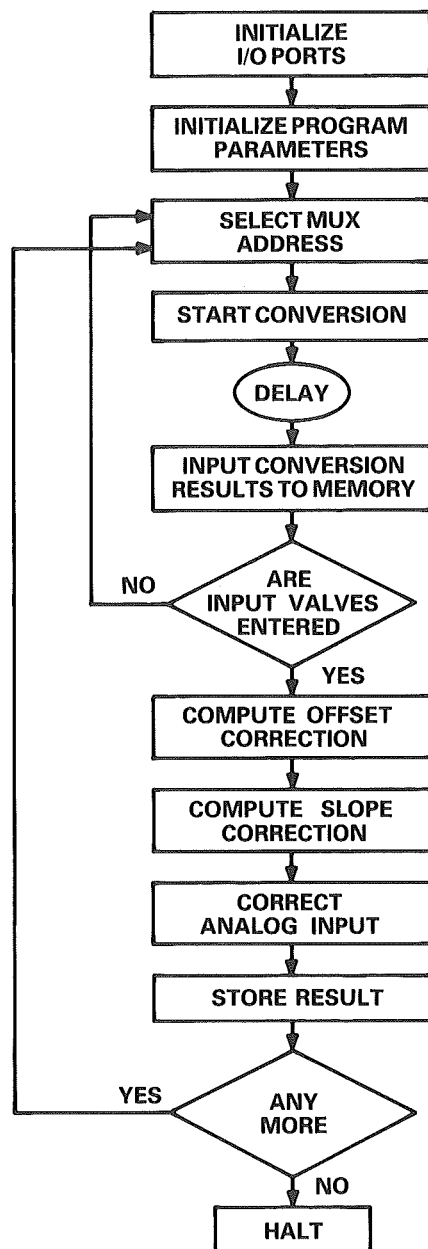 INITIALIZE
I/O PORTS
INITIALIZE PROGRAM
PARAMETERS
SELECT MUX
ADDRESS
START CONVERSION
DELAY
INPUT CONVERSION
RESULTS TO MEMORY
NO
ARE
INPUT VALVES
ENTERED
YES
COMPUTE OFFSET
CORRECTION
COMPUTE SLOPE
CORRECTION
CORRECT
ANALOG INPUT
STORE RESULT
YES
ANY
MORE
NO
HALT